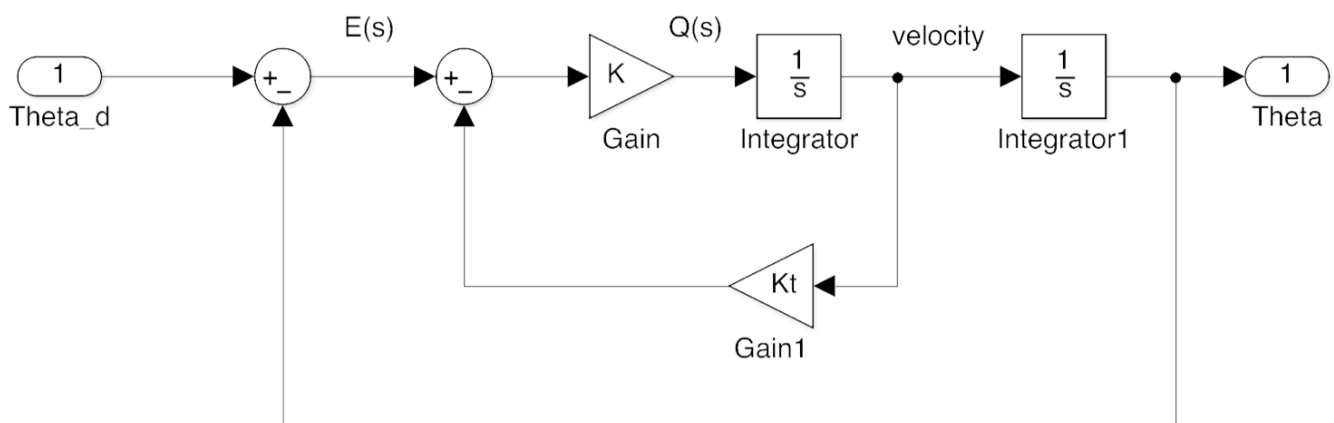 E(s)
Q(s)
velocity
1
+
−
+
−
K
1
s
1
s
1
Theta_d
Gain
Integrator
Integrator1
Theta
Kt
Gain1